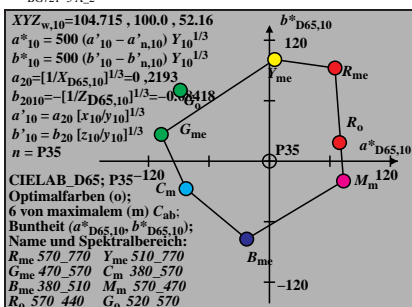 XYZw,10=104.715, 100.0, 52.16
a*10 = 500 (a'10 – a'n,10) Y10^1/3
b*10 = 500 (b'10 – b'n,10) Y10^1/3
a20=[1/XD65,10]^1/3=0,2193
b2010=–[1/ZD65,10]^1/3=
a'10 = a20 [x10/y10]^1/3
b'10 = b20 [z10/y10]^1/3
n = P35
CIELAB_D65; P35
Optimalfarben (o);
6 von maximalem (m) Cab;
Buntheit (a*D65,10, b*D65,10);
Name und Spektralbereich:
Rme 570_770 Yme 510_770
Gme 470_570 Cm 380_570
Bme 380_510 Mm 570_470
Ro 570_440 Go 520_570
b*D65,10
120
Yme
Rme
Go
Gme
Ro
a*D65,10
P35
–120
120
Cm
Mm
Bme
–120